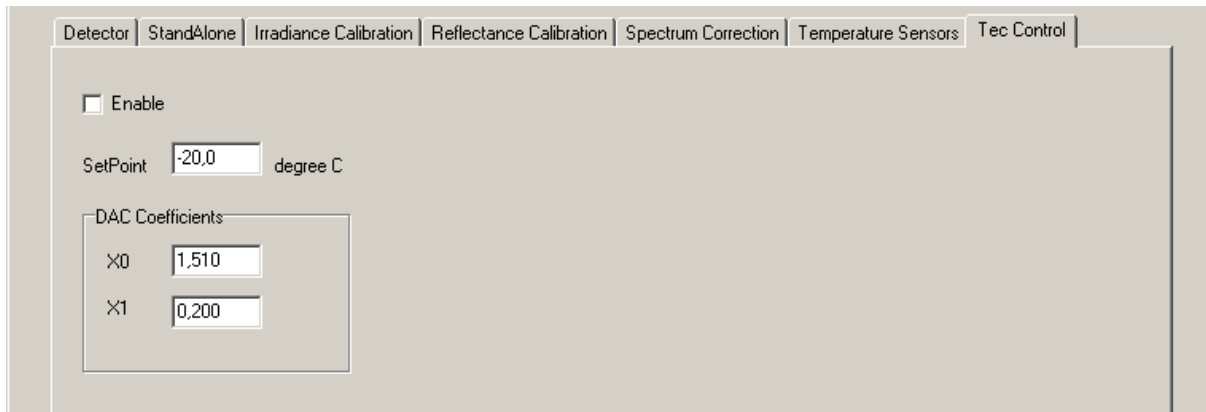 Detector StandAlone Irradiance Calibration Reflectance Calibration Spectrum Correction Temperature Sensors Tec Control
Enable
SetPoint -20,0 degree C
DAC Coefficients
X0 1,510
X1 0,200